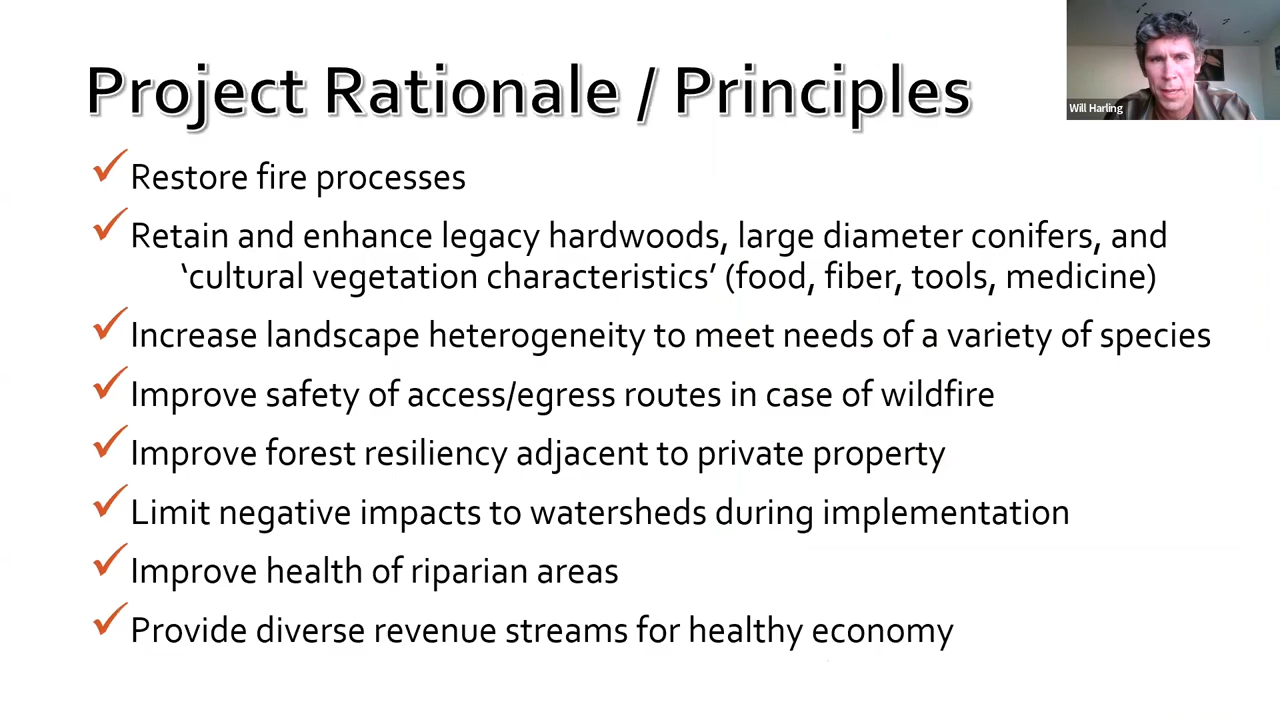 Project Rationale / Principles
Will Harling
Restore fire processes
Retain and enhance legacy hardwoods, large diameter conifers, and
‘cultural vegetation characteristics’ (food, fiber, tools, medicine)
Increase landscape heterogeneity to meet needs of a variety of species
Improve safety of access/egress routes in case of wildfire
Improve forest resiliency adjacent to private property
Limit negative impacts to watersheds during implementation
Improve health of riparian areas
Provide diverse revenue streams for healthy economy